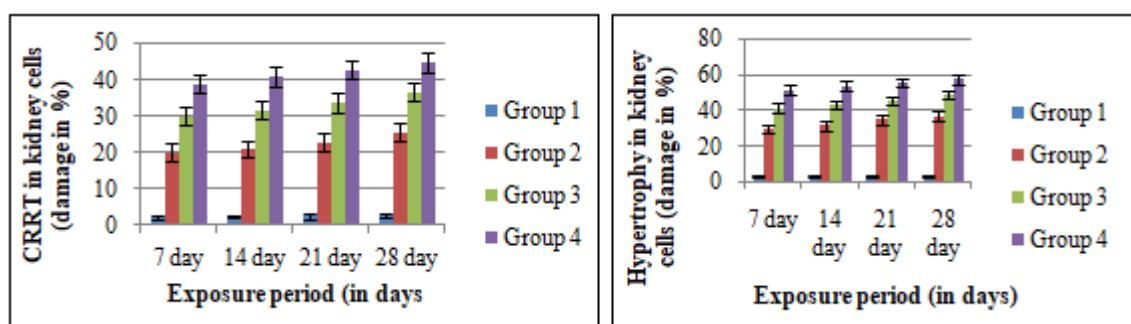 CRRT in kidney cells
(damage in %)
50
40
30
20
10
0
7 day 14 day 21 day 28 day
Exposure period (in days
Group 1
Group 2
Group 3
Group 4
Hypertrophy in kidney
cells (damage in %)
80
60
40
20
0
7 day 14 21 28
day day day
Exposure period (in days)
Group 1
Group 2
Group 3
Group 4